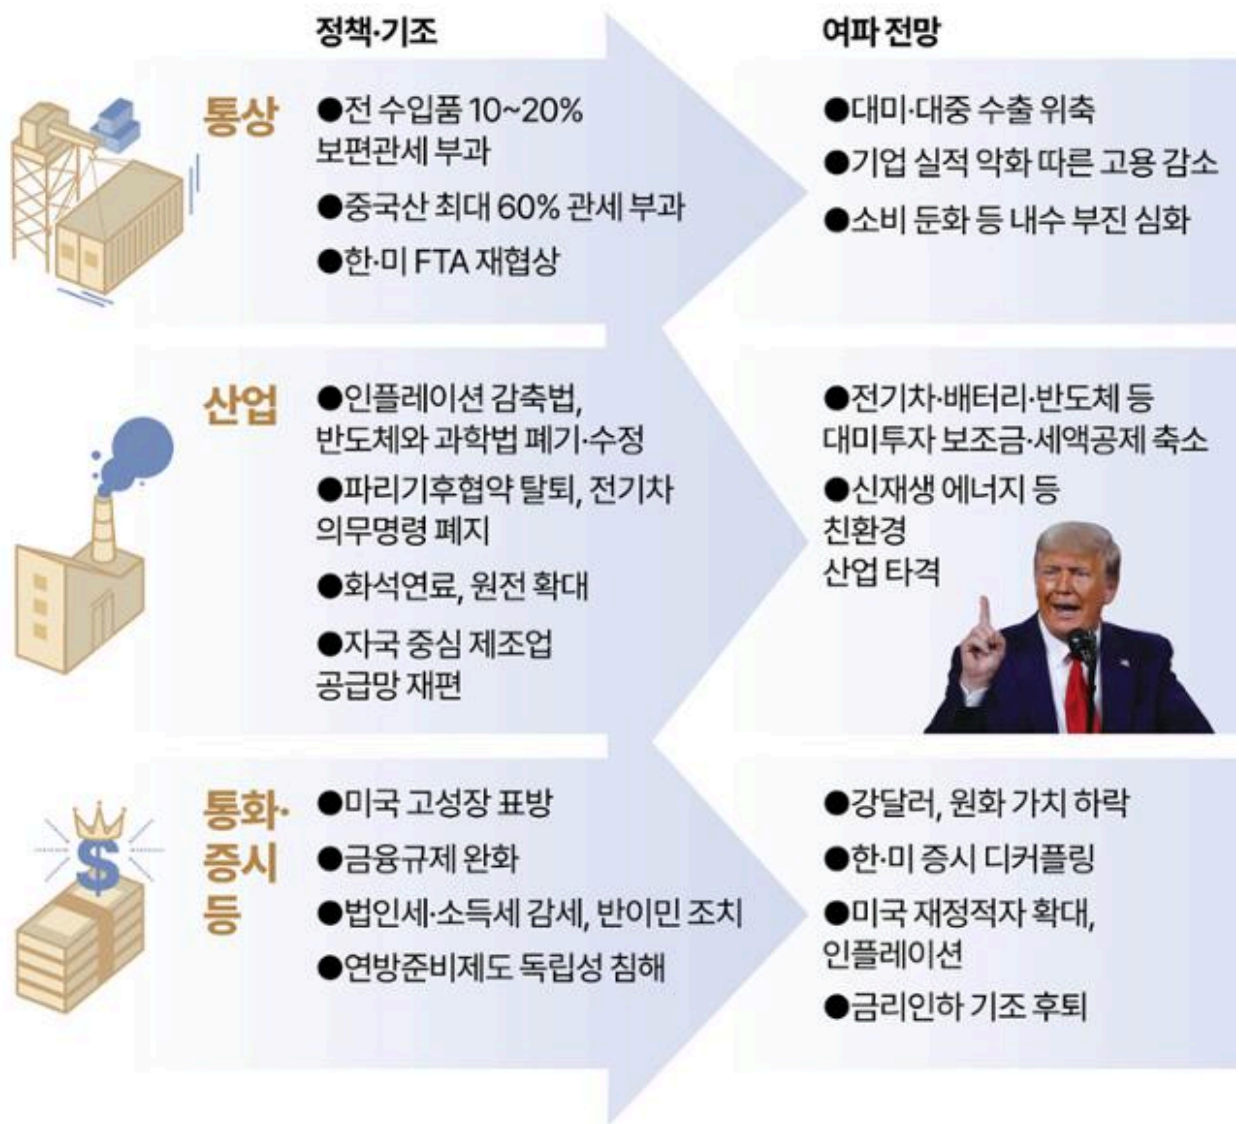 정책·기조
여파 전망
통상
●전 수입품 10~20%
보편관세 부과
●중국산 최대 60% 관세 부과
●한·미 FTA 재협상
●대미·대중 수출 위축
●기업 실적 악화 따른 고용 감소
●소비 둔화 등 내수 부진 심화
산업
●인플레이션 감축법,
반도체와 과학법 폐기·수정
●파리기후협약 탈퇴, 전기차
의무명령 폐지
●화석연료, 원전 확대
●자국 중심 제조업
공급망 재편
●전기차·배터리·반도체 등
대미투자 보조금·세액공제 축소
●신재생 에너지 등
친환경
산업 타격
통화·
증시
등
●미국 고성장 표방
●금융규제 완화
●법인세·소득세 감세, 반이민 조치
●연방준비제도 독립성 침해
●강달러, 원화 가치 하락
●한·미 증시 디커플링
●미국 재정적자 확대,
인플레이션
●금리인하 기조 후퇴
$